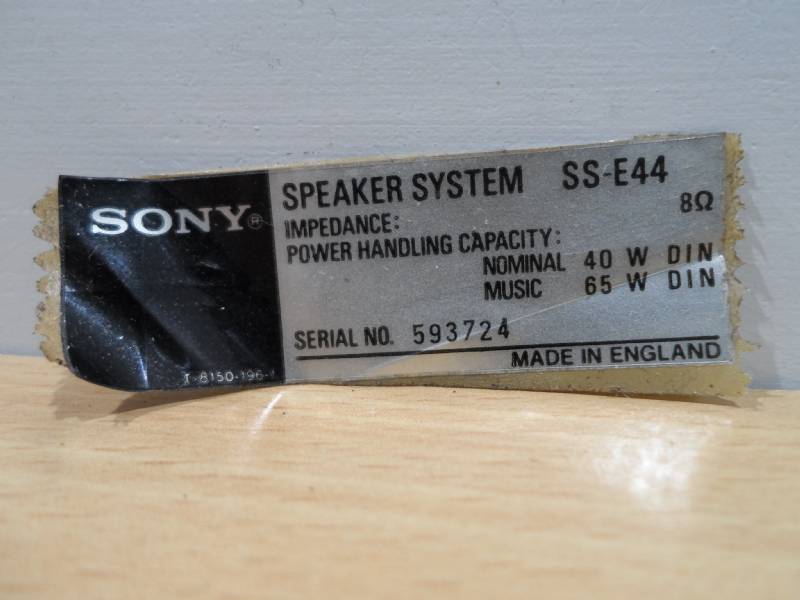 SONY®
SPEAKER SYSTEM SS-E44
IMPEDANCE: 8Ω
POWER HANDLING CAPACITY:
NOMINAL 40 W DIN
MUSIC 65 W DIN
SERIAL NO. 593724
MADE IN ENGLAND